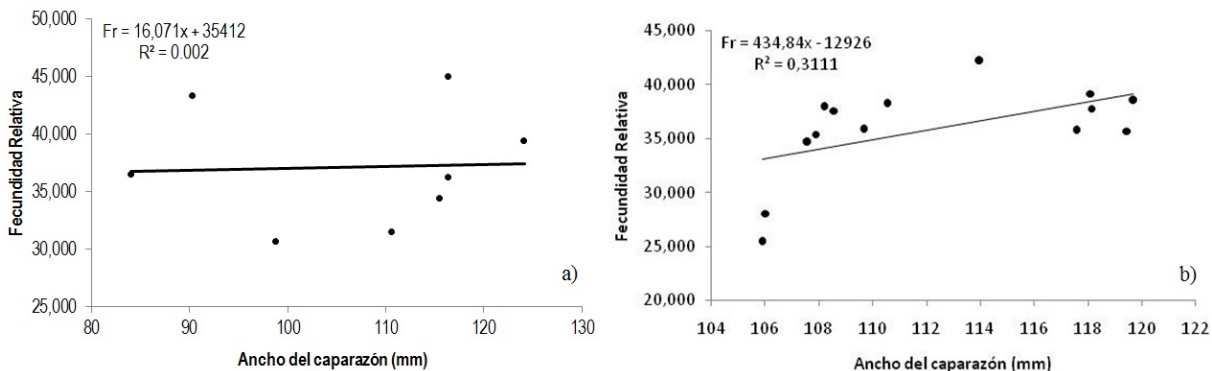 Fr = 16,071x + 35412
R² = 0.002
Fecundidad Relativa
50,000
45,000
40,000
35,000
30,000
25,000
80 90 100 110 120 130
Ancho del caparazón (mm)
a)
Fr = 434,84x - 12926
R² = 0,3111
Fecundidad Relativa
45,000
40,000
35,000
30,000
25,000
20,000
104 106 108 110 112 114 116 118 120 122
Ancho del caparazón (mm)
b)